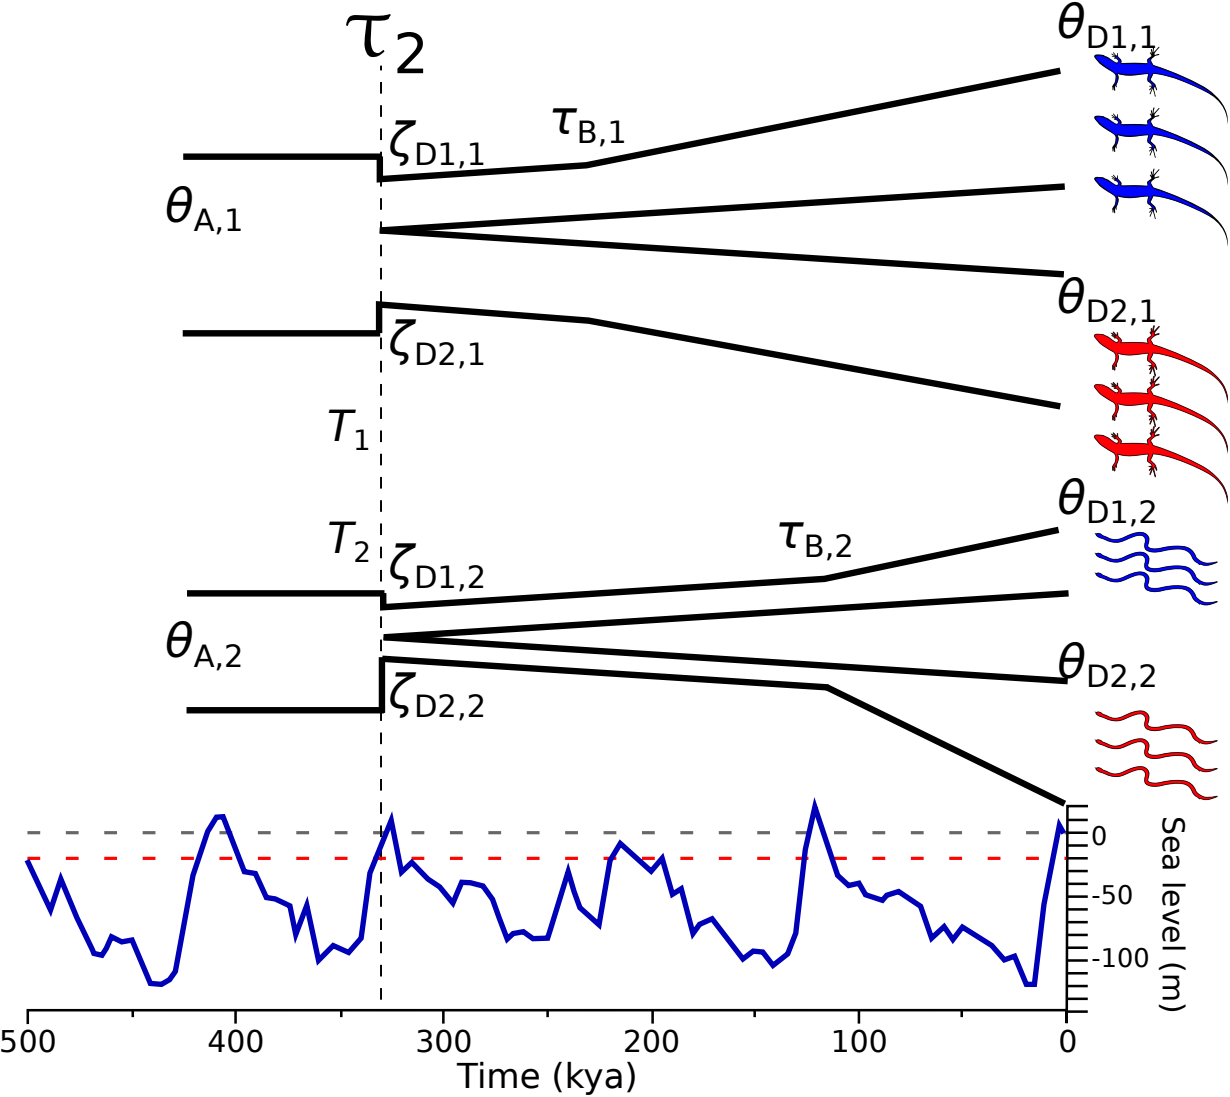 τ2
θD1,1
ζD1,1
τB,1
θA,1
θD2,1
ζD2,1
T1
θD1,2
T2
ζD1,2
τB,2
θA,2
θD2,2
ζD2,2
0
-50
-100
Sea level (m)
500 400 300 200 100 0
Time (kya)